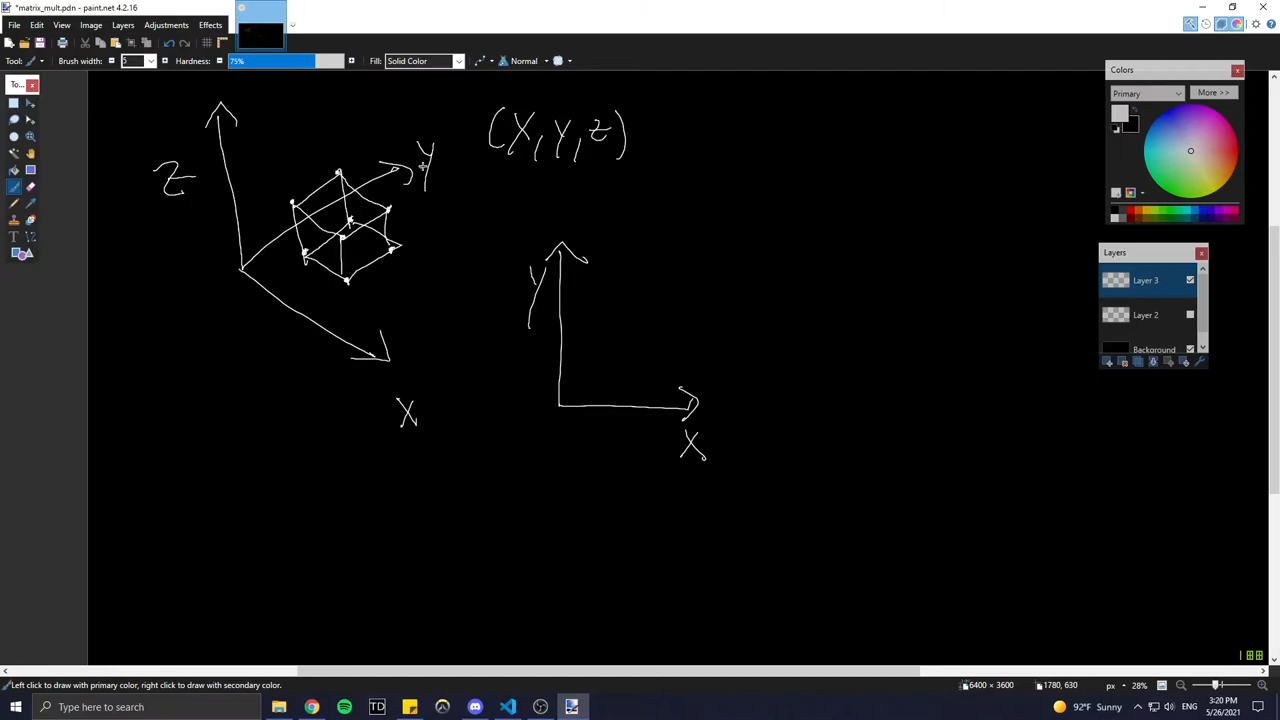 *matrix_mult.pdn - paint.net 4.2.16
File Edit View Image Layers Adjustments Effects
Tool: Brush width: 5 Hardness: 75% Fill: Solid Color Normal
To...
Colors
Primary More >>
(X, Y, z)
Y
Z
Layers
Layer 3
Layer 2
Background
Y
X
X
Left click to draw with primary color, right click to draw with secondary color.
6400 × 3600 1780, 630 px 28%
Type here to search
TD
92°F Sunny
ENG
3:20 PM
5/26/2021